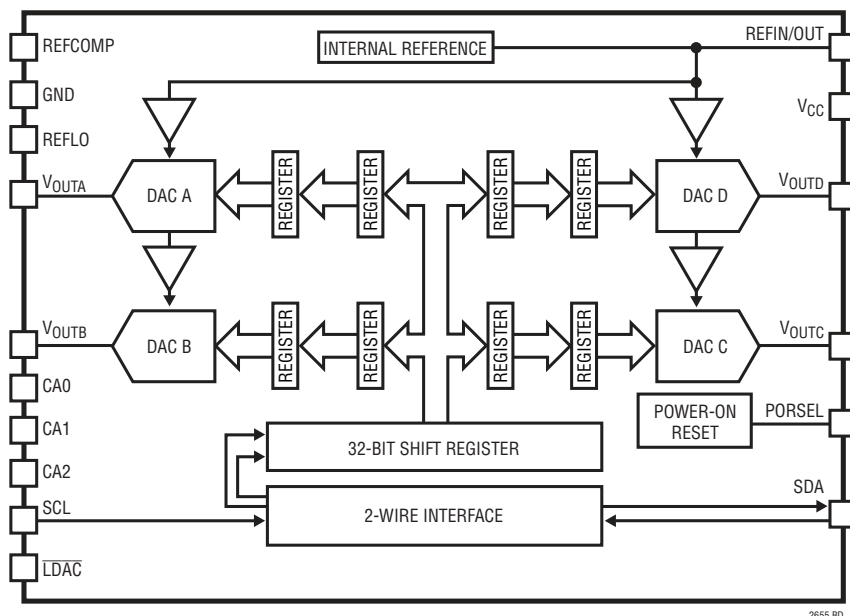 REFCOMP
INTERNAL REFERENCE
REFIN/OUT
GND
VCC
REFLO
VOUTA
DAC A
REGISTER
REGISTER
REGISTER
REGISTER
DAC D
VOUTD
VOUTB
DAC B
REGISTER
REGISTER
REGISTER
REGISTER
DAC C
VOUTC
CA0
CA1
CA2
POWER-ON
RESET
PORSEL
32-BIT SHIFT REGISTER
SCL
2-WIRE INTERFACE
SDA
LDAC
2655 BD